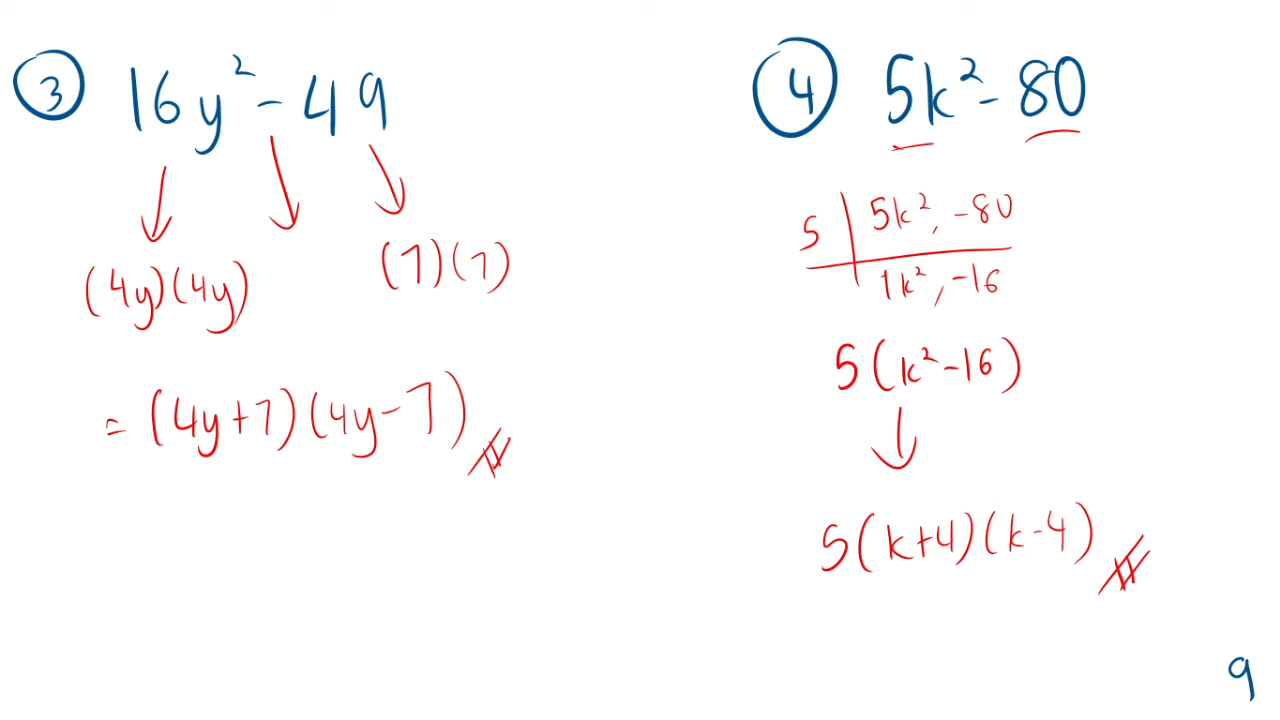 ③ 16y² - 49
(4y)(4y) (7)(7)
= (4y+7)(4y-7)
④ 5k² - 80
5 | 5k², -80
1k², -16
5(k²-16)
5(k+4)(k-4)
9